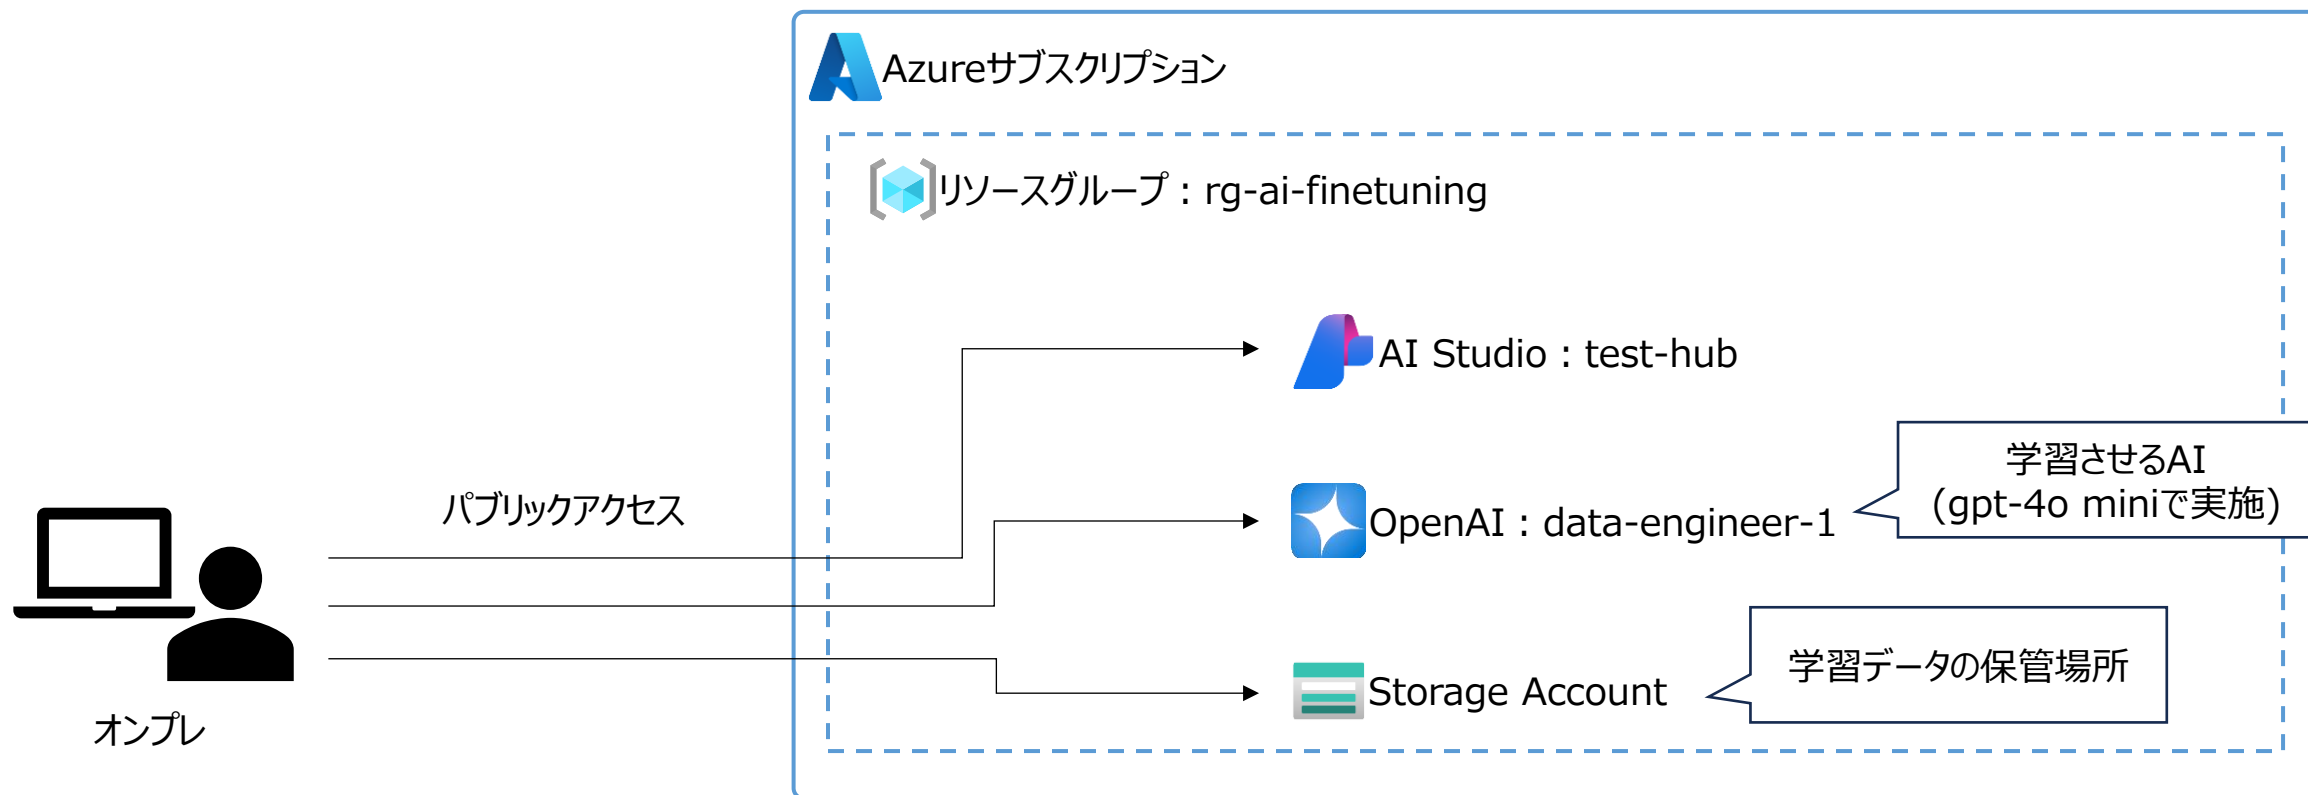 Azureサブスクリプション
リソースグループ：rg-ai-finetuning
AI Studio：test-hub
学習させるAI
(gpt-4o miniで実施)
OpenAI：data-engineer-1
パブリックアクセス
学習データの保管場所
Storage Account
オンプレ